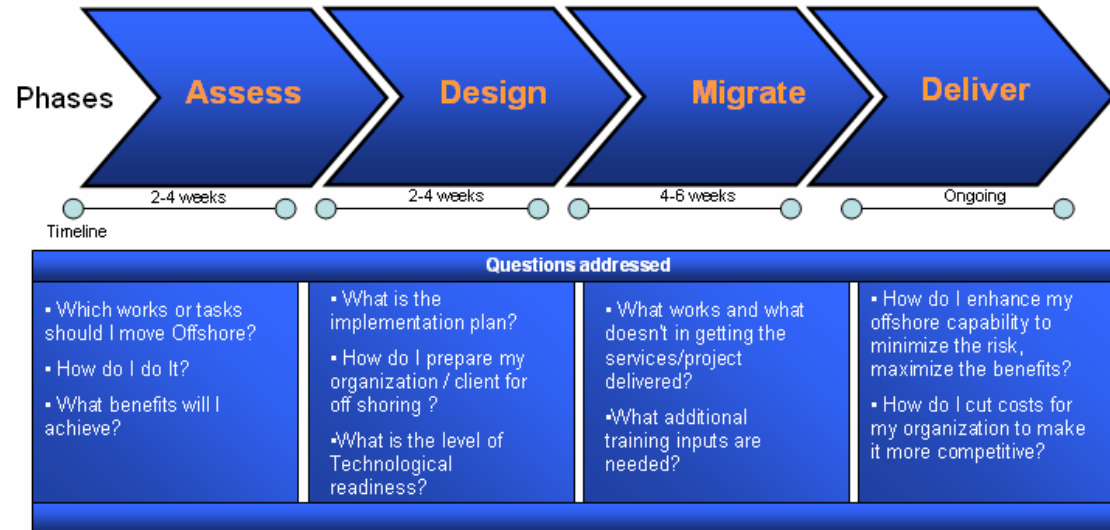 Phases
Assess
Design
Migrate
Deliver
2-4 weeks
2-4 weeks
4-6 weeks
Ongoing
Timeline
Questions addressed
▪ Which works or tasks
should I move Offshore?
▪ How do I do It?
▪ What benefits will I
achieve?
▪ What is the
implementation plan?
▪ How do I prepare my
organization / client for
off shoring ?
▪What is the level of
Technological
readiness?
▪ What works and what
doesn't in getting the
services/project
delivered?
▪What additional
training inputs are
needed?
▪ How do I enhance my
offshore capability to
minimize the risk,
maximize the benefits?
▪ How do I cut costs for
my organization to make
it more competitive?